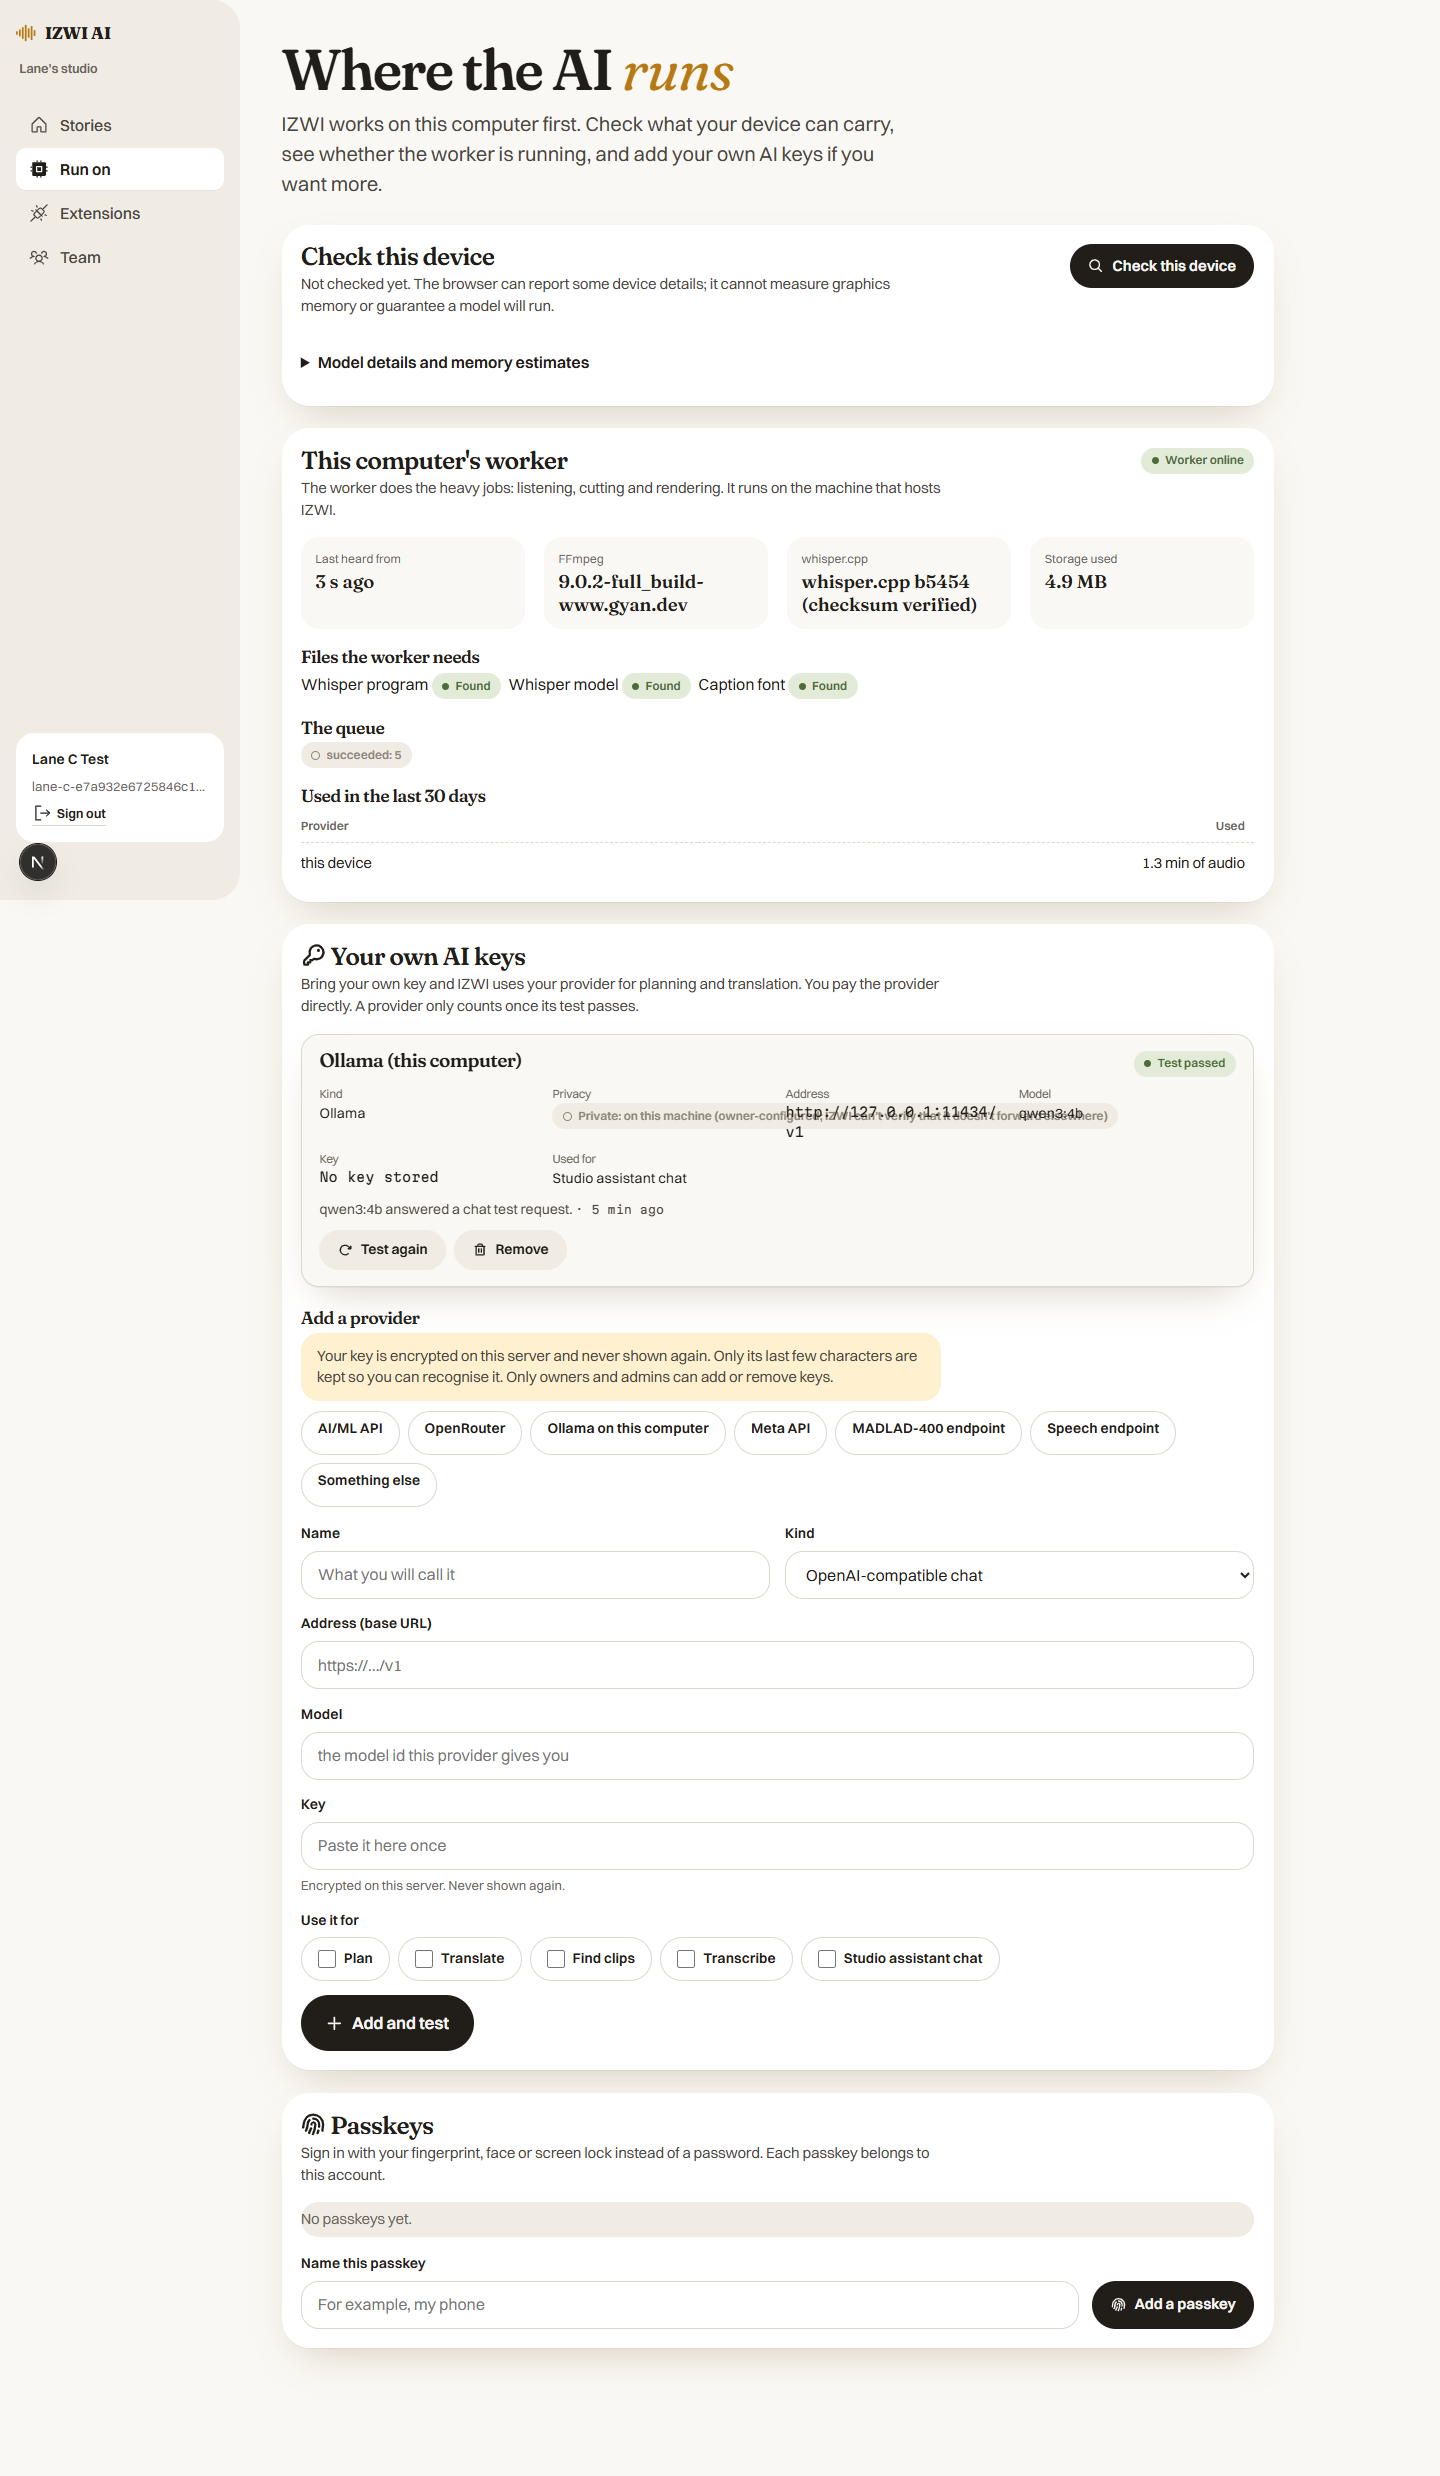 IZWI AI
Lane's studio
Stories
Run on
Extensions
Team
Lane C Test
lane-c-e7a932e6725846c1...
Sign out
N
Where the AI runs
IZWI works on this computer first. Check what your device can carry,
see whether the worker is running, and add your own AI keys if you
want more.
Check this device
Check this device
Not checked yet. The browser can report some device details; it cannot measure graphics
memory or guarantee a model will run.
Model details and memory estimates
This computer's worker
Worker online
The worker does the heavy jobs: listening, cutting and rendering. It runs on the machine that hosts
IZWI.
Last heard from
3 s ago
FFmpeg
9.0.2-full_build-
www.gyan.dev
whisper.cpp
whisper.cpp b5454
(checksum verified)
Storage used
4.9 MB
Files the worker needs
Whisper program Found Whisper model Found Caption font Found
The queue
succeeded: 5
Used in the last 30 days
Provider Used
this device 1.3 min of audio
Your own AI keys
Bring your own key and IZWI uses your provider for planning and translation. You pay the provider
directly. A provider only counts once its test passes.
Ollama (this computer)
Test passed
Kind
Ollama
Privacy
Private: on this machine (owner-configured, IZWI can't verify that it doesn't forward elsewhere)
Address
http://127.0.0.1:11434/
v1
Model
qwen3:4b
Key
No key stored
Used for
Studio assistant chat
qwen3:4b answered a chat test request. · 5 min ago
Test again
Remove
Add a provider
Your key is encrypted on this server and never shown again. Only its last few characters are
kept so you can recognise it. Only owners and admins can add or remove keys.
AI/ML API
OpenRouter
Ollama on this computer
Meta API
MADLAD-400 endpoint
Speech endpoint
Something else
Name
What you will call it
Kind
OpenAI-compatible chat
Address (base URL)
https://.../v1
Model
the model id this provider gives you
Key
Paste it here once
Encrypted on this server. Never shown again.
Use it for
Plan
Translate
Find clips
Transcribe
Studio assistant chat
Add and test
Passkeys
Sign in with your fingerprint, face or screen lock instead of a password. Each passkey belongs to
this account.
No passkeys yet.
Name this passkey
For example, my phone
Add a passkey